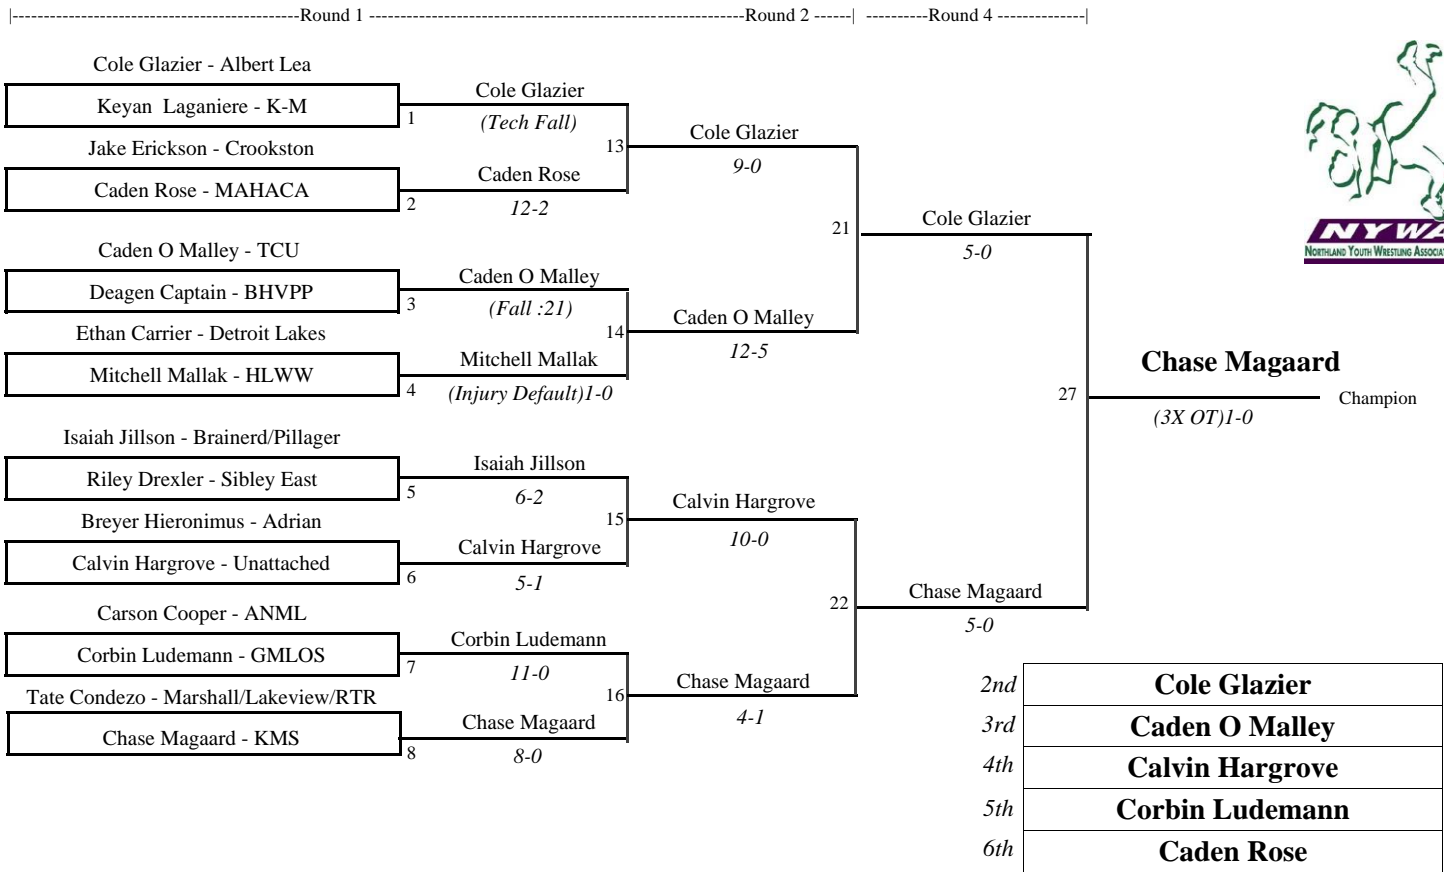 |----------------------------------------------Round 1 ------------------------------------------------------------Round 2 ------| ----------Round 4 --------------|
Cole Glazier - Albert Lea
Keyan Laganiere - K-M
1
Cole Glazier
(Tech Fall)
Jake Erickson - Crookston
Caden Rose - MAHACA
2
Caden Rose
12-2
13
Cole Glazier
9-0
Caden O Malley - TCU
Deagen Captain - BHVPP
3
Caden O Malley
(Fall :21)
Ethan Carrier - Detroit Lakes
Mitchell Mallak - HLWW
4
Mitchell Mallak
(Injury Default)1-0
14
Caden O Malley
12-5
21
Cole Glazier
5-0
Isaiah Jillson - Brainerd/Pillager
Riley Drexler - Sibley East
5
Isaiah Jillson
6-2
Breyer Hieronimus - Adrian
Calvin Hargrove - Unattached
6
Calvin Hargrove
5-1
15
Calvin Hargrove
10-0
Carson Cooper - ANML
Corbin Ludemann - GMLOS
7
Corbin Ludemann
11-0
Tate Condezo - Marshall/Lakeview/RTR
Chase Magaard - KMS
8
Chase Magaard
8-0
16
Chase Magaard
4-1
22
Chase Magaard
5-0
27
Chase Magaard
Champion
(3X OT)1-0
NYWA
NORTHLAND YOUTH WRESTLING ASSOCIAT
2nd Cole Glazier
3rd Caden O Malley
4th Calvin Hargrove
5th Corbin Ludemann
6th Caden Rose